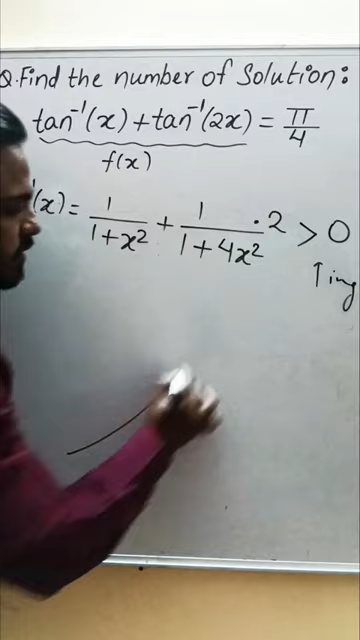 Q. Find the number of Solution:
tan⁻¹(x) + tan⁻¹(2x) = π/4
f(x)
'(x) = 1/(1+x²) + 1/(1+4x²) · 2 > 0
↑ing